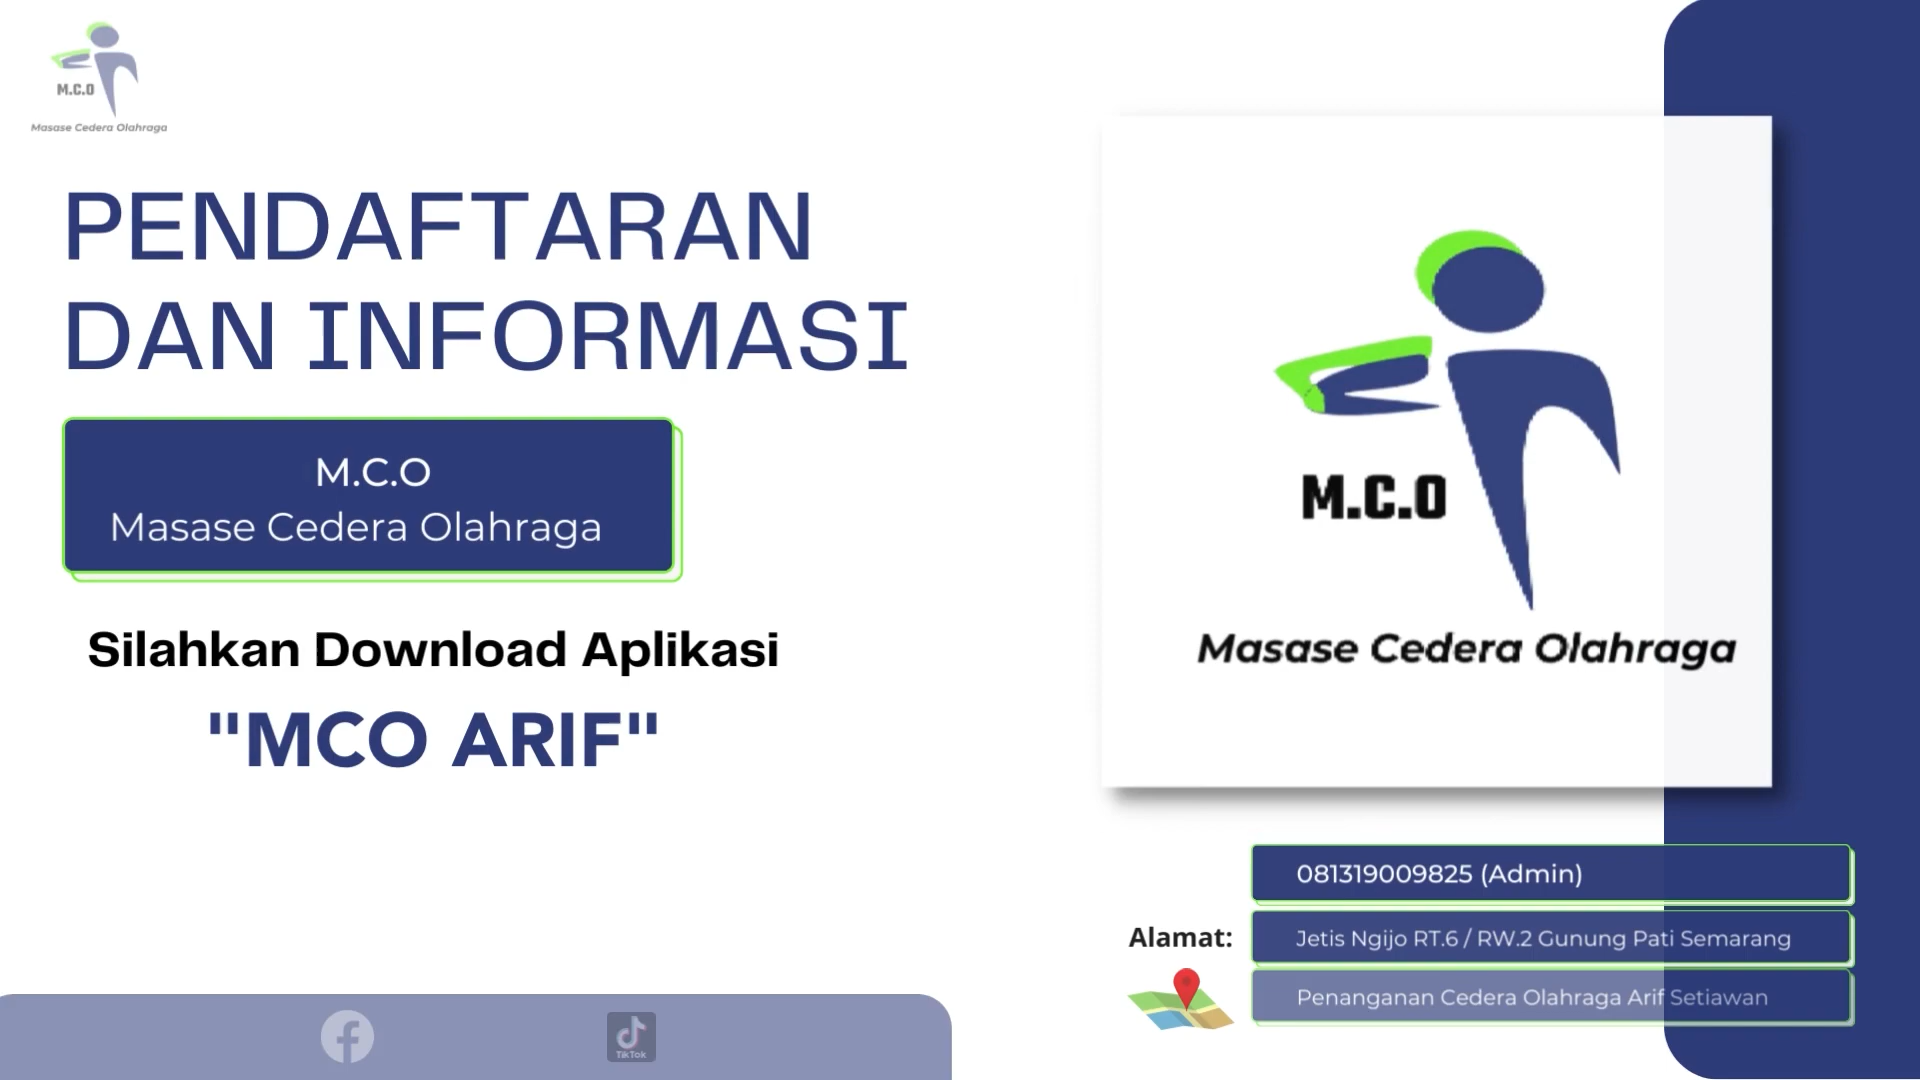 M.C.O
Masase Cedera Olahraga
PENDAFTARAN
DAN INFORMASI
M.C.O
Masase Cedera Olahraga
Silahkan Download Aplikasi
"MCO ARIF"
M.C.O
Masase Cedera Olahraga
081319009825 (Admin)
Alamat:
Jetis Ngijo RT.6 / RW.2 Gunung Pati Semarang
Penanganan Cedera Olahraga Arif Setiawan
TikTok